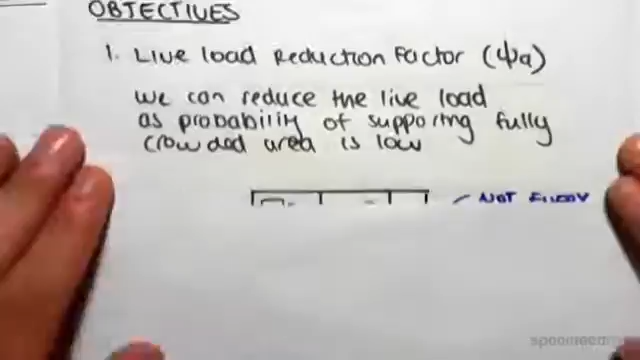 OBJECTIVES
1. Live load Reduction Factor (ψa)
we can reduce the live load
as probability of supporting fully
crowded area is low
NOT